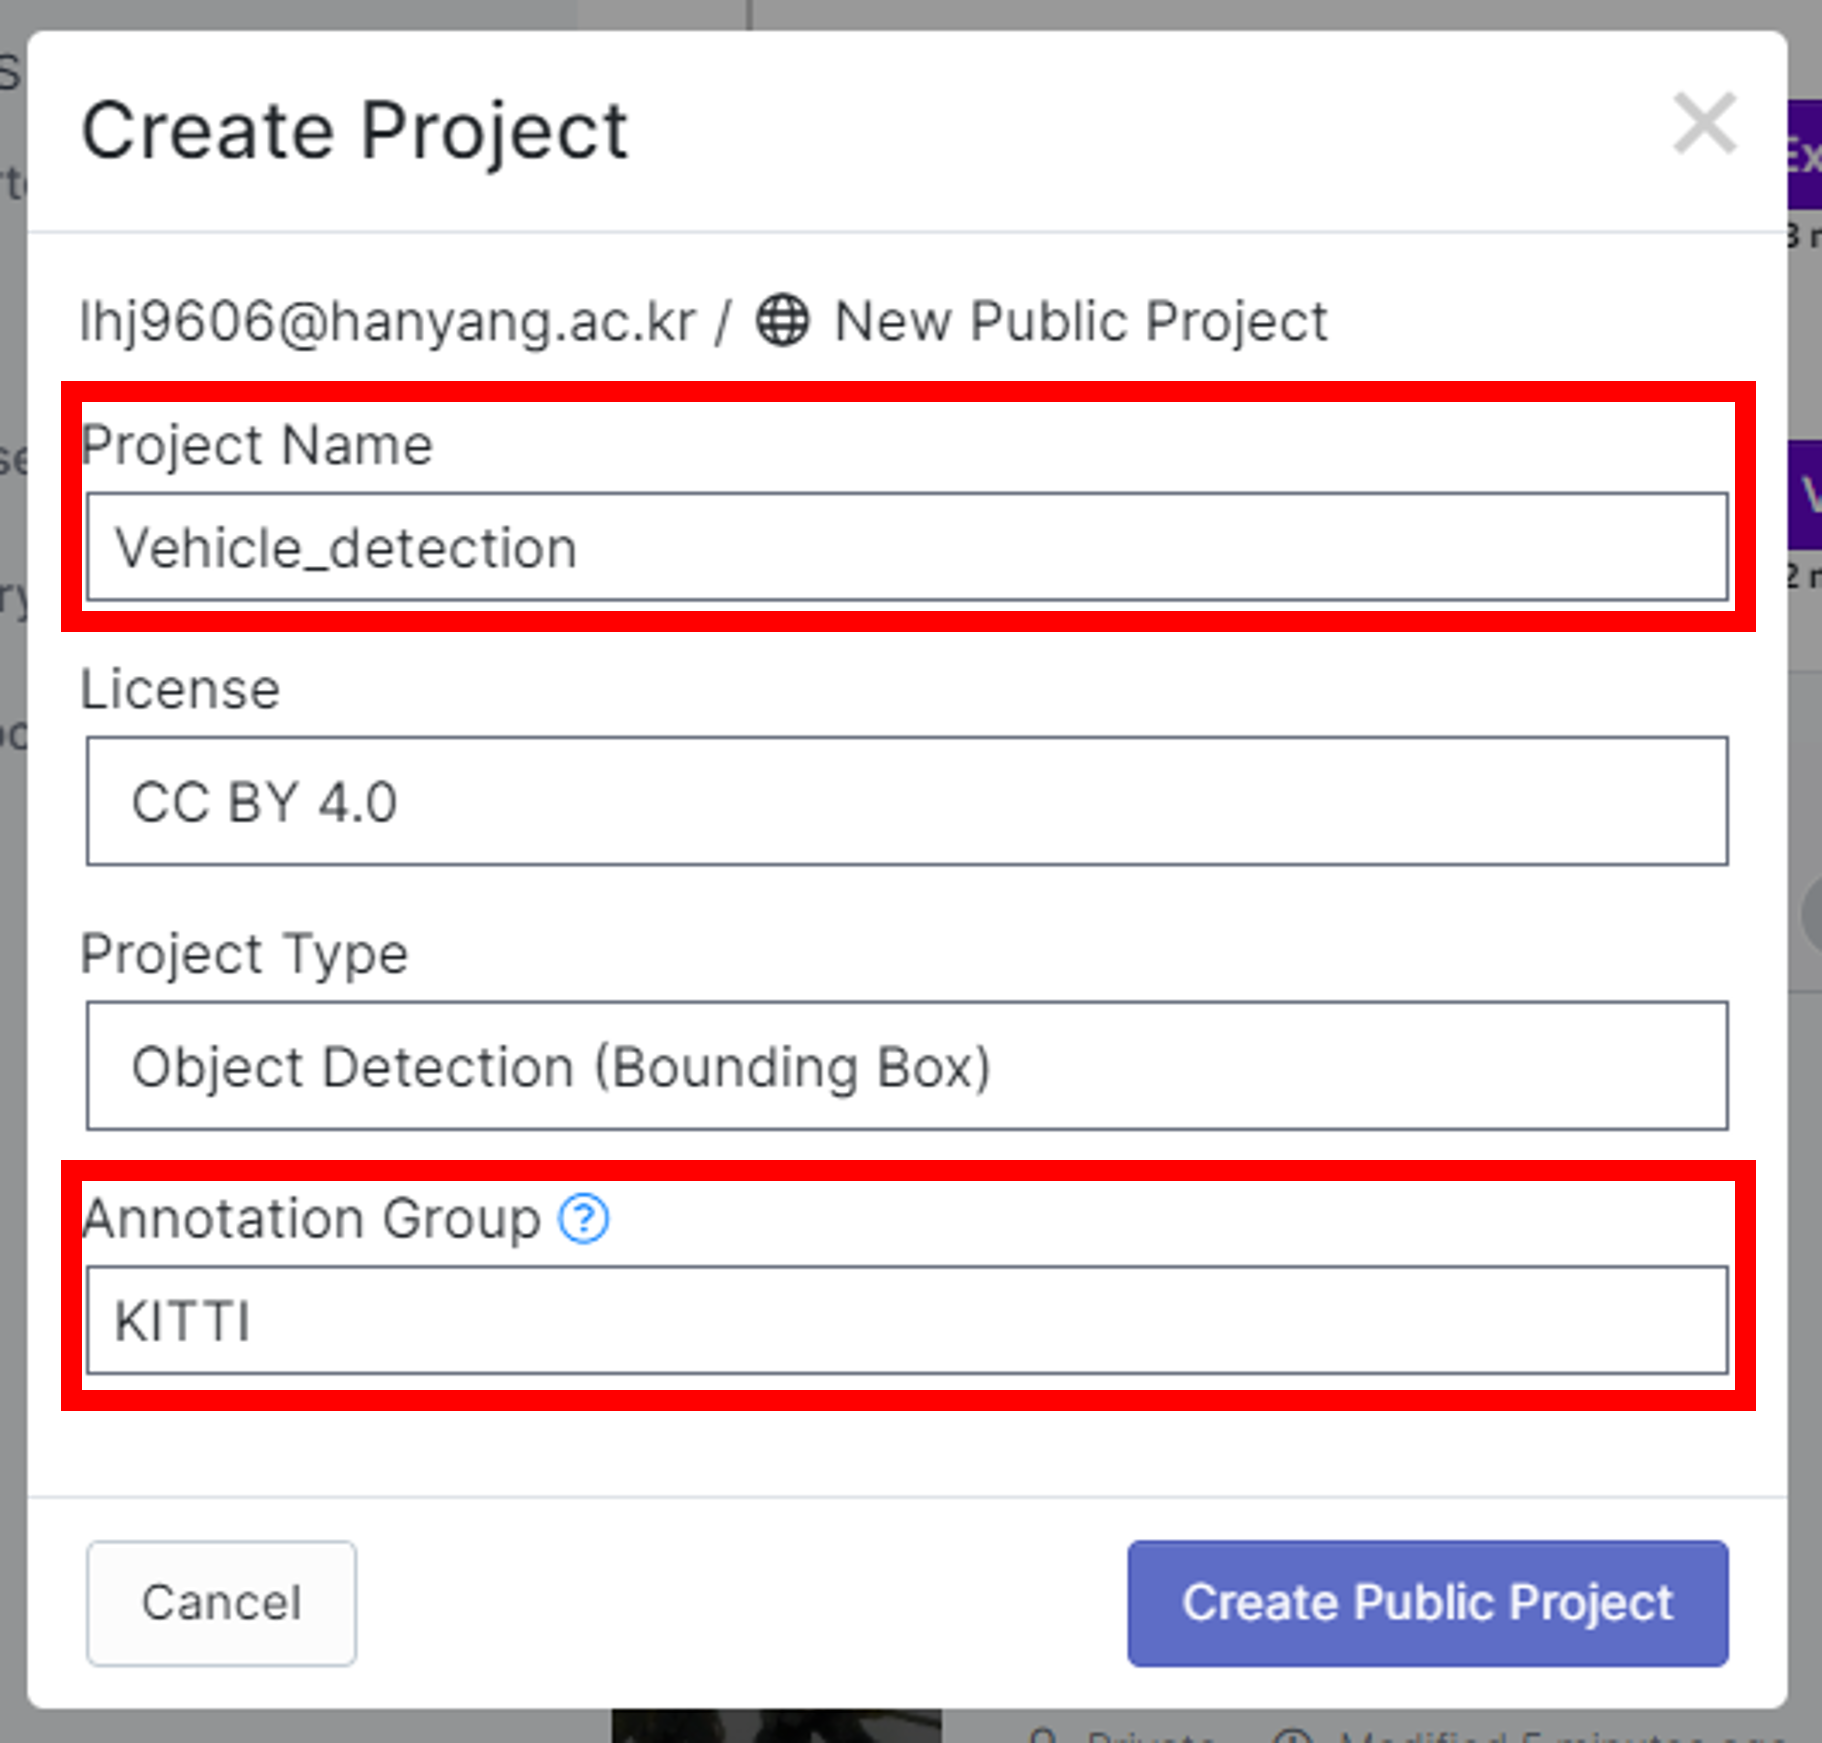 Create Project
lhj9606@hanyang.ac.kr / New Public Project
Project Name
Vehicle_detection
License
CC BY 4.0
Project Type
Object Detection (Bounding Box)
Annotation Group ?
KITTI
Cancel
Create Public Project